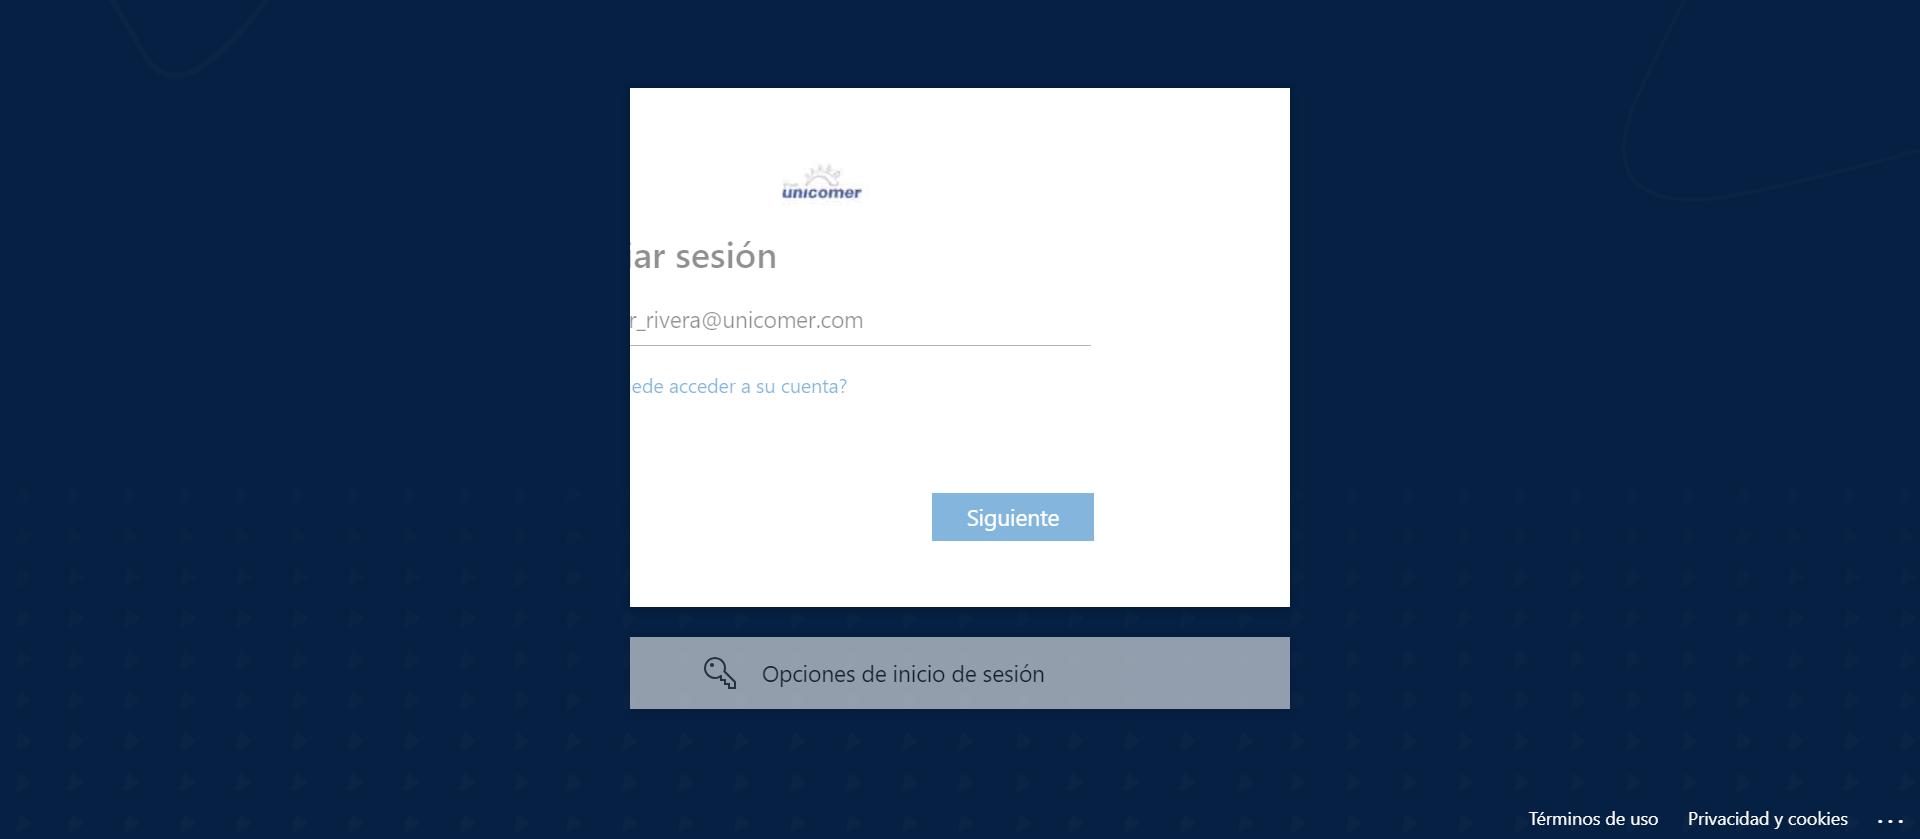 unicomer
iar sesión
r_rivera@unicomer.com
ede acceder a su cuenta?
Siguiente
Opciones de inicio de sesión
Términos de uso Privacidad y cookies ...